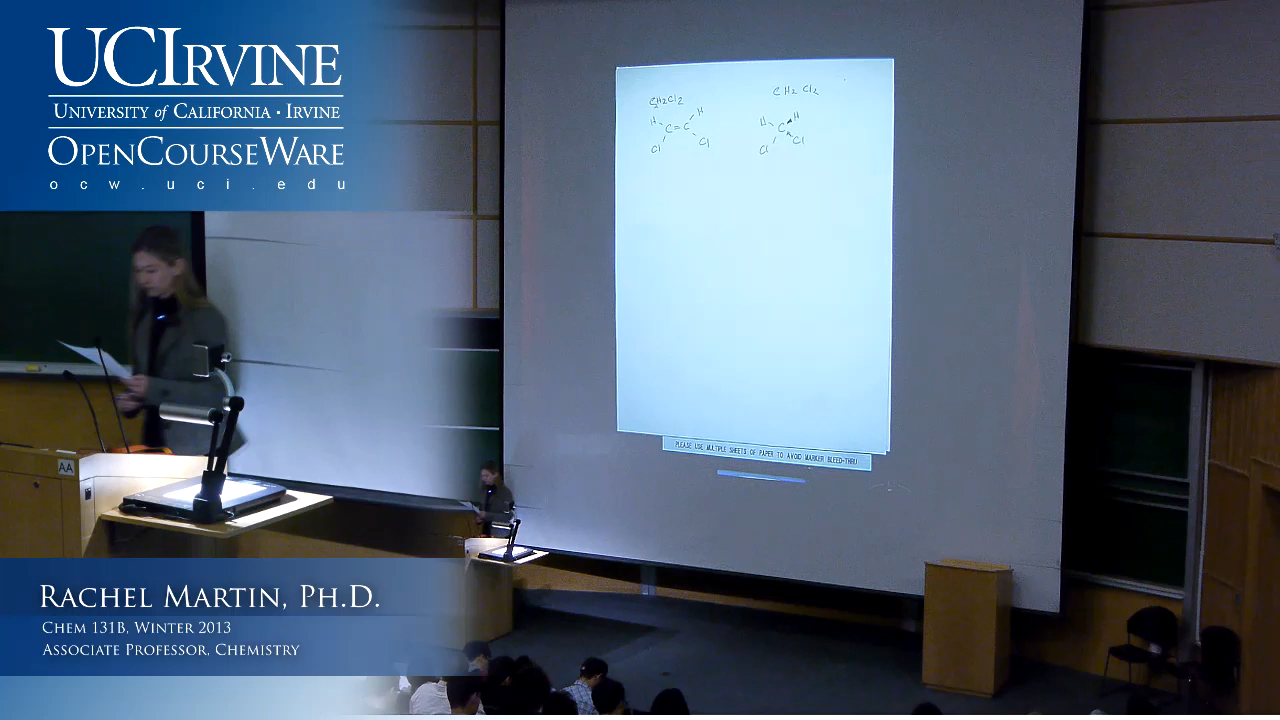 UCIRVINE
UNIVERSITY of CALIFORNIA · IRVINE
OPENCOURSEWARE
ocw.uci.edu
CH2Cl2
CH2Cl2
H H
C=C
Cl Cl
H H
C
Cl Cl
PLEASE USE MULTIPLE SHEETS OF PAPER TO AVOID MARKER BLEED-THRU
AA
RACHEL MARTIN, PH.D.
CHEM 131B, WINTER 2013
ASSOCIATE PROFESSOR, CHEMISTRY